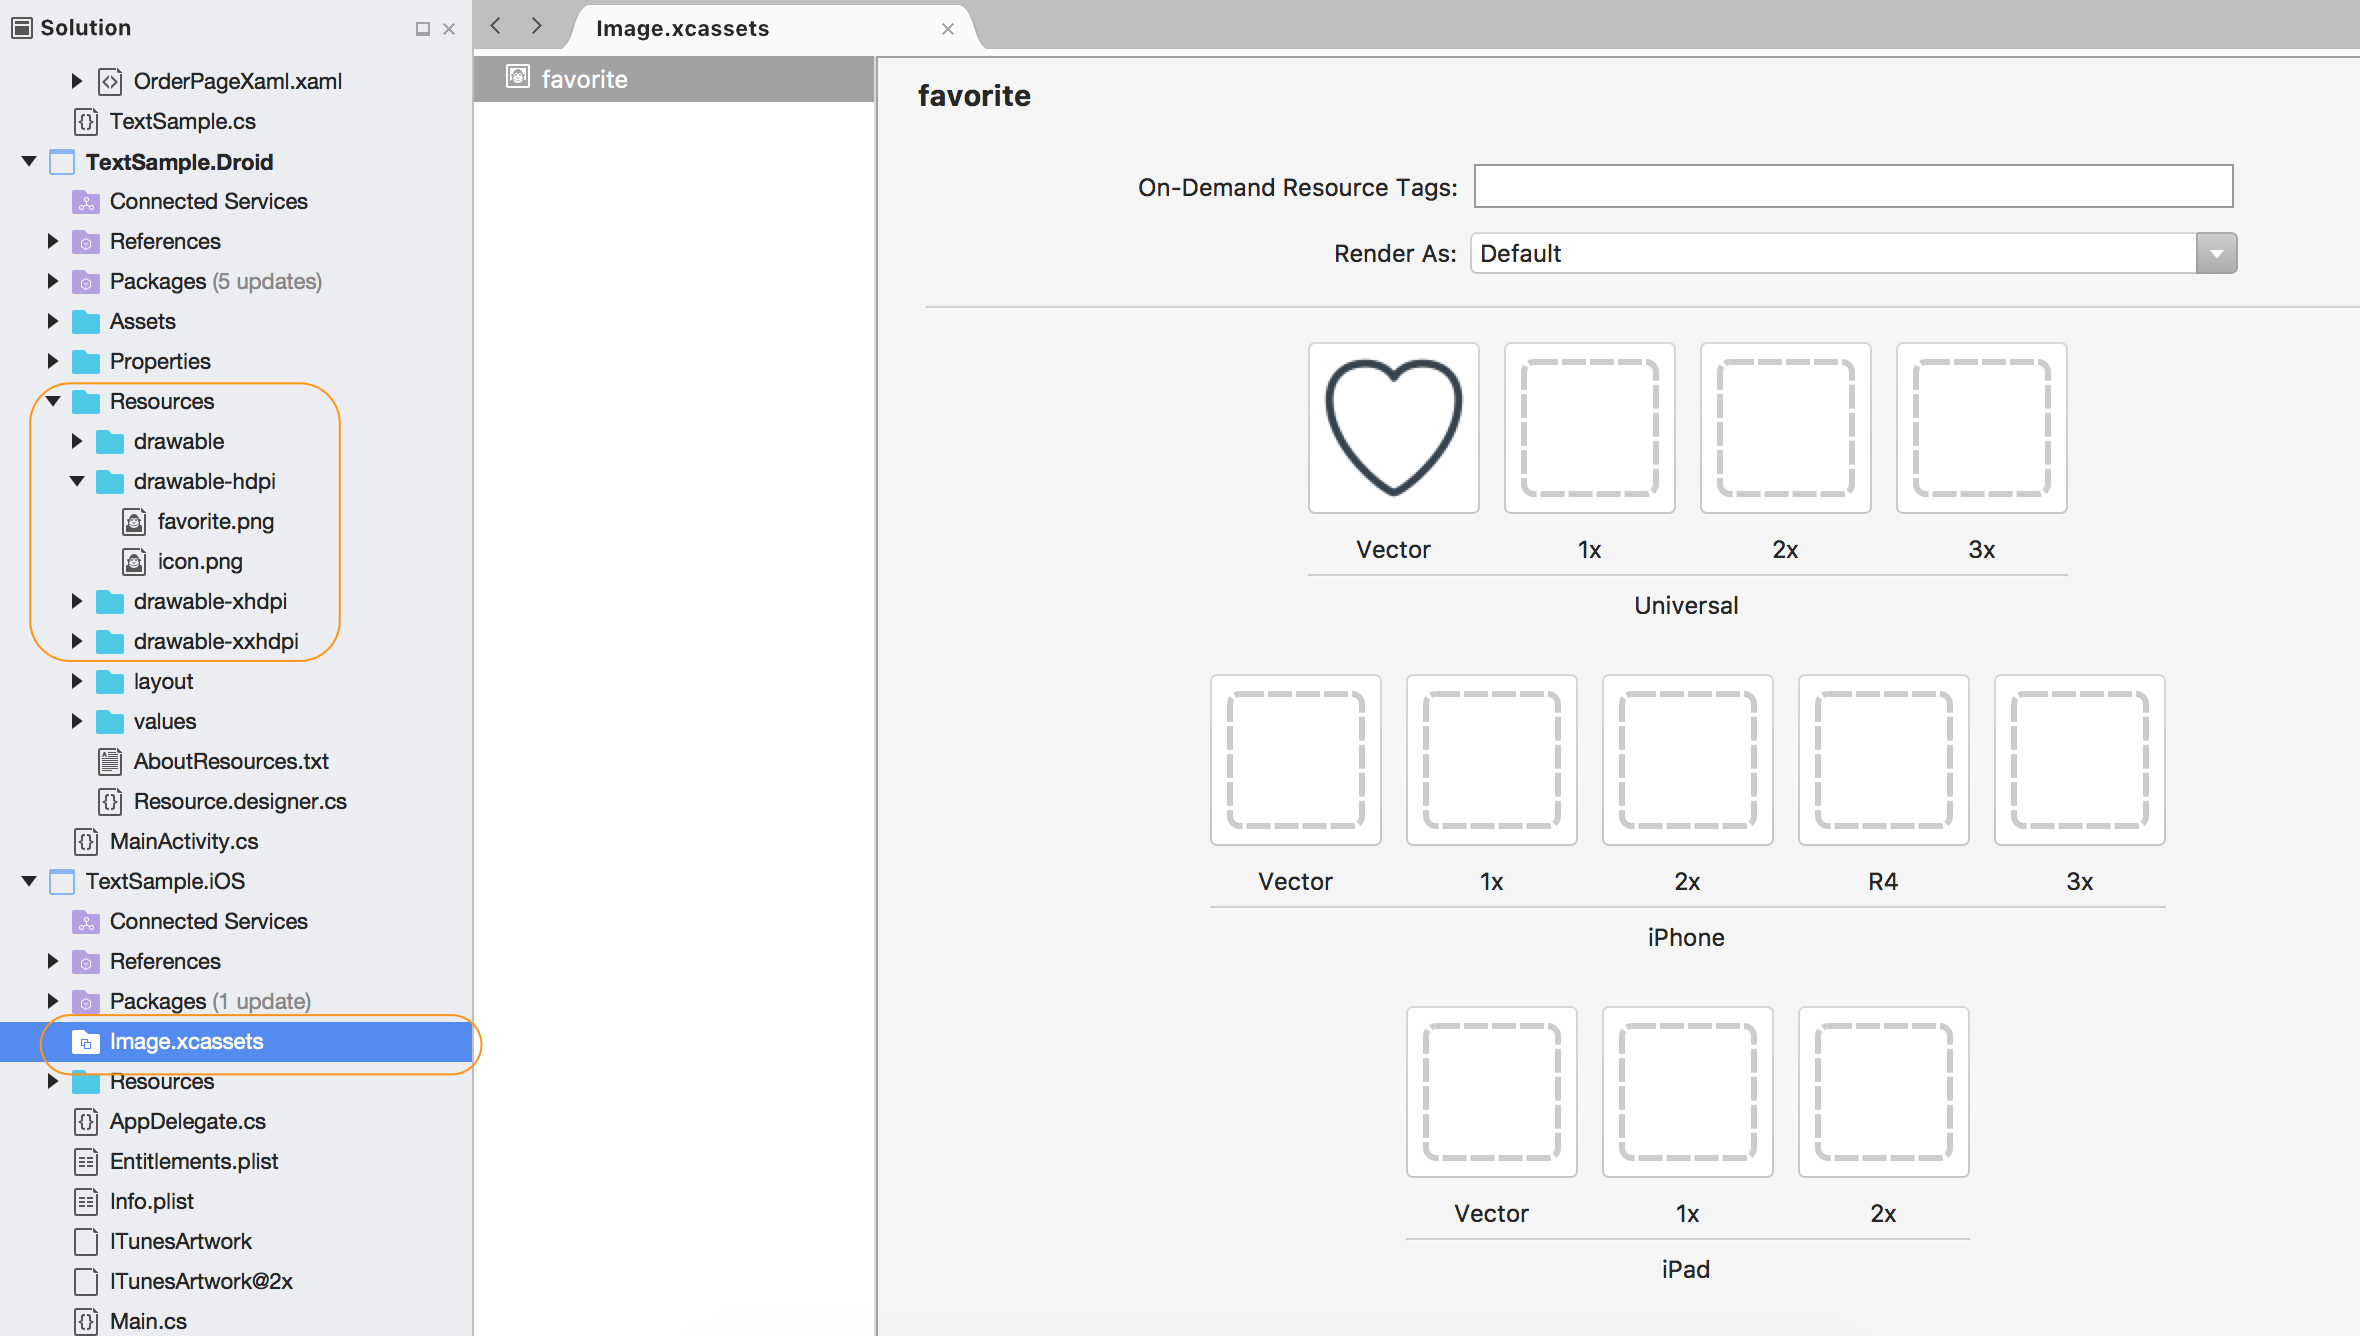 Solution
OrderPageXaml.xaml
TextSample.cs
TextSample.Droid
Connected Services
References
Packages (5 updates)
Assets
Properties
Resources
drawable
drawable-hdpi
favorite.png
icon.png
drawable-xhdpi
drawable-xxhdpi
layout
values
AboutResources.txt
Resource.designer.cs
MainActivity.cs
TextSample.iOS
Connected Services
References
Packages (1 update)
Image.xcassets
Resources
AppDelegate.cs
Entitlements.plist
Info.plist
ITunesArtwork
ITunesArtwork@2x
Main.cs
Image.xcassets
favorite
favorite
On-Demand Resource Tags:
Render As: Default
Vector 1x 2x 3x
Universal
Vector 1x 2x R4 3x
iPhone
Vector 1x 2x
iPad